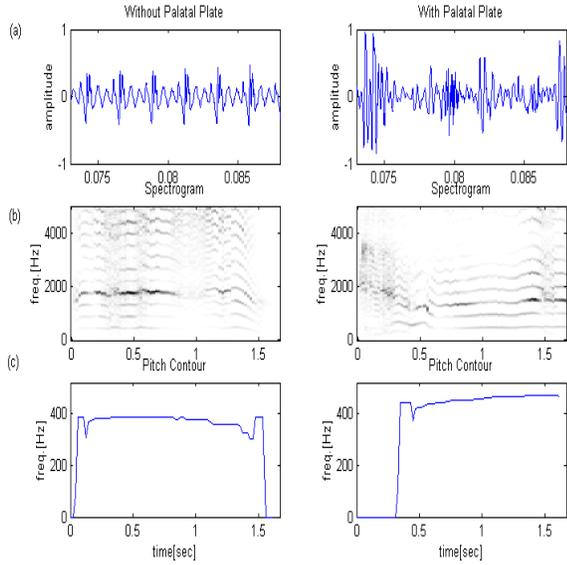 Without Palatal Plate
With Palatal Plate
(a)
amplitude
1
0
-1
0.075
0.08
0.085
amplitude
1
0
-1
0.075
0.08
0.085
Spectrogram
Spectrogram
(b)
freq.[Hz]
4000
2000
0
0
0.5
1
1.5
freq.[Hz]
4000
2000
0
0
0.5
1
1.5
Pitch Contour
Pitch Contour
(c)
freq.[Hz]
400
200
0
0
0.5
1
1.5
time[sec]
freq.[Hz]
400
200
0
0
0.5
1
1.5
time[sec]